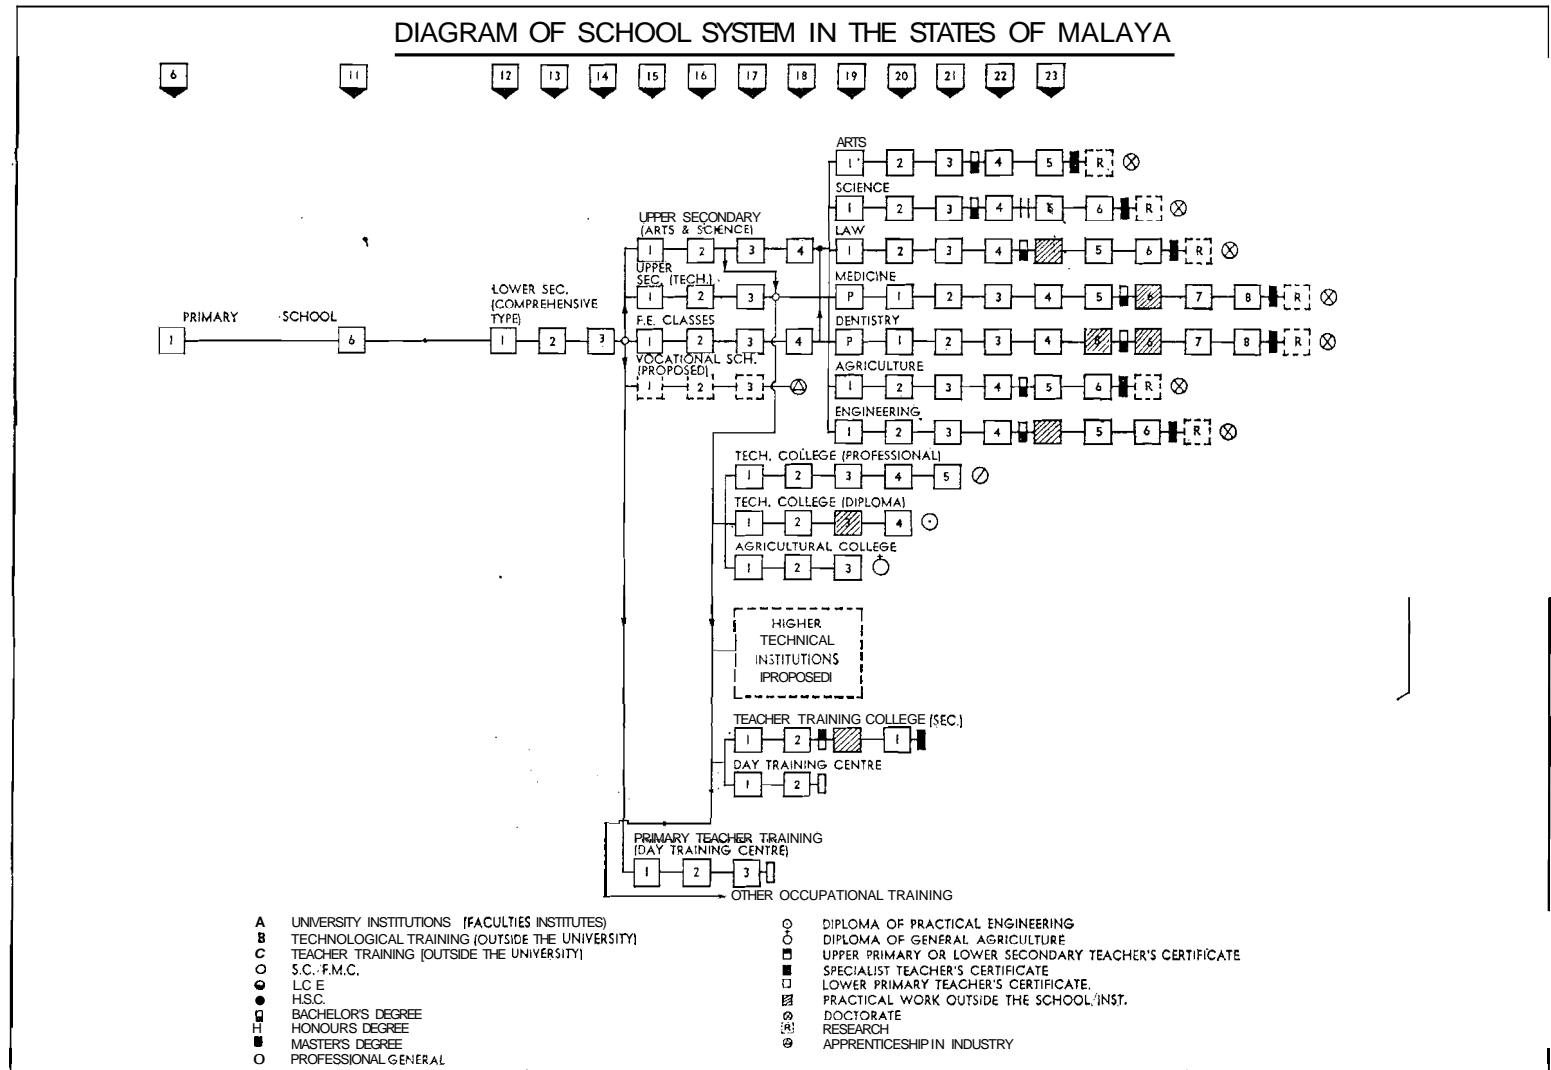 DIAGRAM OF SCHOOL SYSTEM IN THE STATES OF MALAYA
6 11 12 13 14 15 16 17 18 19 20 21 22 23
ARTS
1 2 3 4 5 R
SCIENCE
1 2 3 4 5 6 R
UPPER SECONDARY
(ARTS & SCIENCE)
1 2 3 4
LAW
1 2 3 4 5 6 R
UPPER
SEC. (TECH.)
1 2 3
MEDICINE
P 1 2 3 4 5 6 7 8 R
LOWER SEC.
(COMPREHENSIVE
TYPE)
PRIMARY SCHOOL
1 6 1 2 3
F.E. CLASSES
1 2 3 4
DENTISTRY
P 1 2 3 4 5 6 7 8 R
VOCATIONAL SCH.
(PROPOSED)
1 2 3
AGRICULTURE
1 2 3 4 5 6 R
ENGINEERING
1 2 3 4 5 6 R
TECH. COLLEGE (PROFESSIONAL)
1 2 3 4 5
TECH. COLLEGE (DIPLOMA)
1 2 3 4
AGRICULTURAL COLLEGE
1 2 3
HIGHER
TECHNICAL
INSTITUTIONS
(PROPOSED)
TEACHER TRAINING COLLEGE (SEC.)
1 2 1
DAY TRAINING CENTRE
1 2
PRIMARY TEACHER TRAINING
(DAY TRAINING CENTRE)
1 2 3
OTHER OCCUPATIONAL TRAINING
A UNIVERSITY INSTITUTIONS (FACULTIES INSTITUTES)
B TECHNOLOGICAL TRAINING (OUTSIDE THE UNIVERSITY)
C TEACHER TRAINING (OUTSIDE THE UNIVERSITY)
S.C./F.M.C.
L.C E
H.S.C.
BACHELOR'S DEGREE
H HONOURS DEGREE
MASTER'S DEGREE
PROFESSIONAL GENERAL
DIPLOMA OF PRACTICAL ENGINEERING
DIPLOMA OF GENERAL AGRICULTURE
UPPER PRIMARY OR LOWER SECONDARY TEACHER'S CERTIFICATE
SPECIALIST TEACHER'S CERTIFICATE
LOWER PRIMARY TEACHER'S CERTIFICATE.
PRACTICAL WORK OUTSIDE THE SCHOOL/INST.
DOCTORATE
R RESEARCH
APPRENTICESHIP IN INDUSTRY